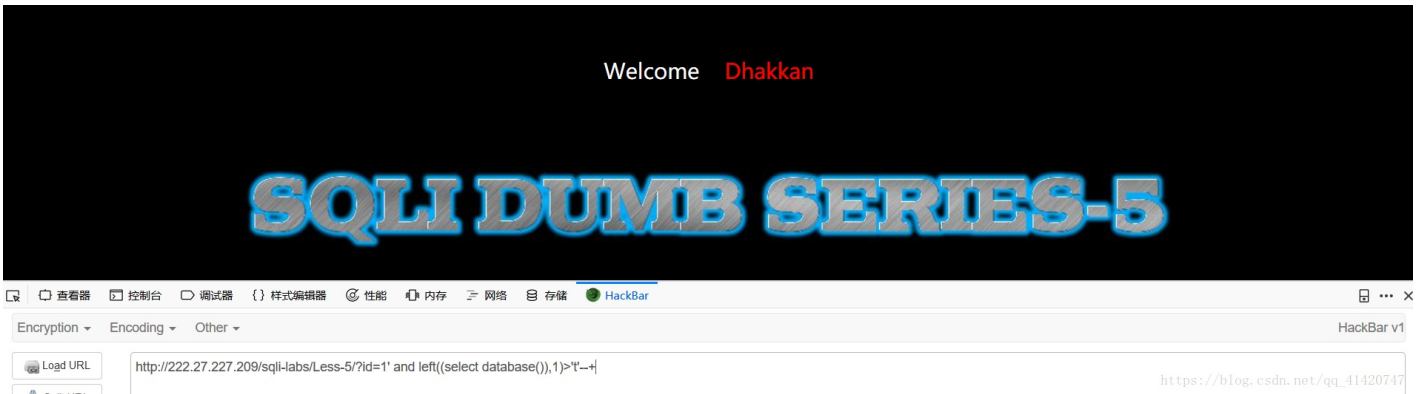 Welcome Dhakkan
SQLI DUMB SERIES-5
查看器 控制台 调试器 {} 样式编辑器 性能 内存 网络 存储 HackBar
Encryption Encoding Other HackBar v1
Load URL http://222.27.227.209/sqli-labs/Less-5/?id=1' and left((select database()),1)>'t'--+
https://blog.csdn.net/qq_41420747